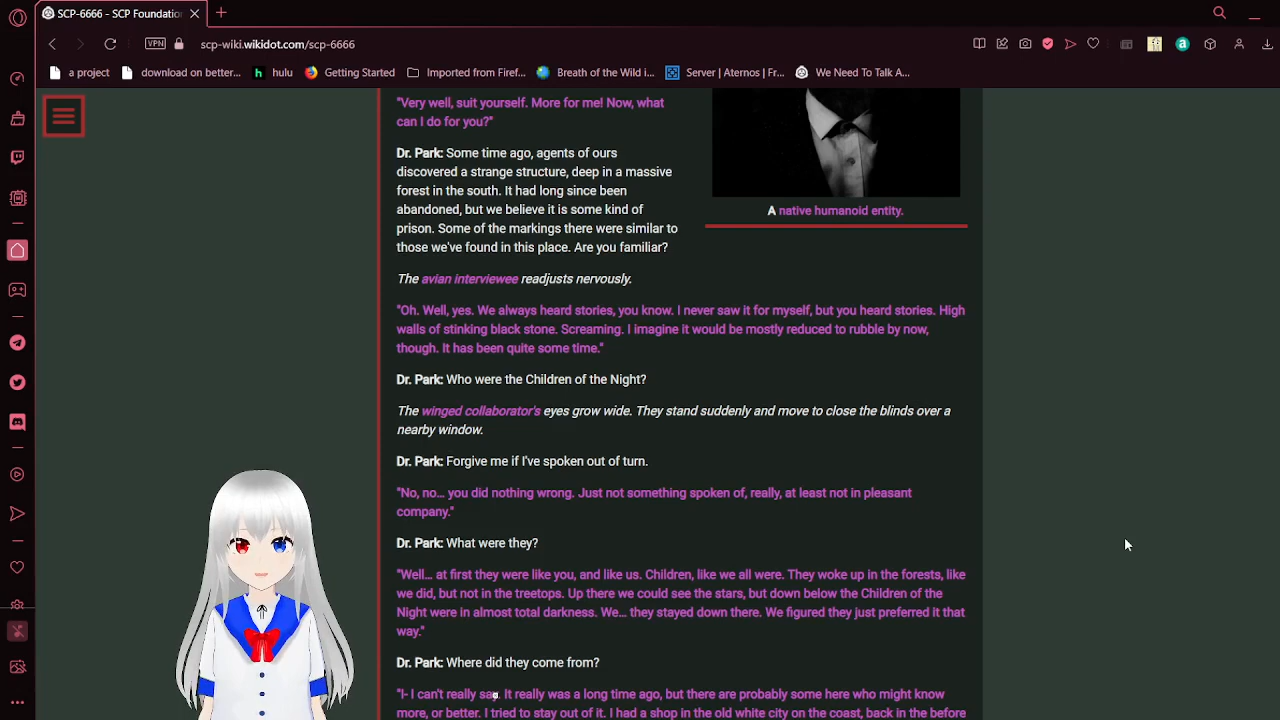 SCP-6666 - SCP Foundation
scp-wiki.wikidot.com/scp-6666
VPN
a project
download on better...
hulu
Getting Started
Imported from Firef...
Breath of the Wild i...
Server | Aternos | Fr...
We Need To Talk A...
"Very well, suit yourself. More for me! Now, what
can I do for you?"
Dr. Park: Some time ago, agents of ours
discovered a strange structure, deep in a massive
forest in the south. It had long since been
abandoned, but we believe it is some kind of
prison. Some of the markings there were similar to
those we've found in this place. Are you familiar?
A native humanoid entity.
The avian interviewee readjusts nervously.
"Oh. Well, yes. We always heard stories, you know. I never saw it for myself, but you heard stories. High
walls of stinking black stone. Screaming. I imagine it would be mostly reduced to rubble by now,
though. It has been quite some time."
Dr. Park: Who were the Children of the Night?
The winged collaborator's eyes grow wide. They stand suddenly and move to close the blinds over a
nearby window.
Dr. Park: Forgive me if I've spoken out of turn.
"No, no... you did nothing wrong. Just not something spoken of, really, at least not in pleasant
company."
Dr. Park: What were they?
"Well... at first they were like you, and like us. Children, like we all were. They woke up in the forests, like
we did, but not in the treetops. Up there we could see the stars, but down below the Children of the
Night were in almost total darkness. We... they stayed down there. We figured they just preferred it that
way."
Dr. Park: Where did they come from?
"I- I can't really say. It really was a long time ago, but there are probably some here who might know
more, or better. I tried to stay out of it. I had a shop in the old white city on the coast, back in the before